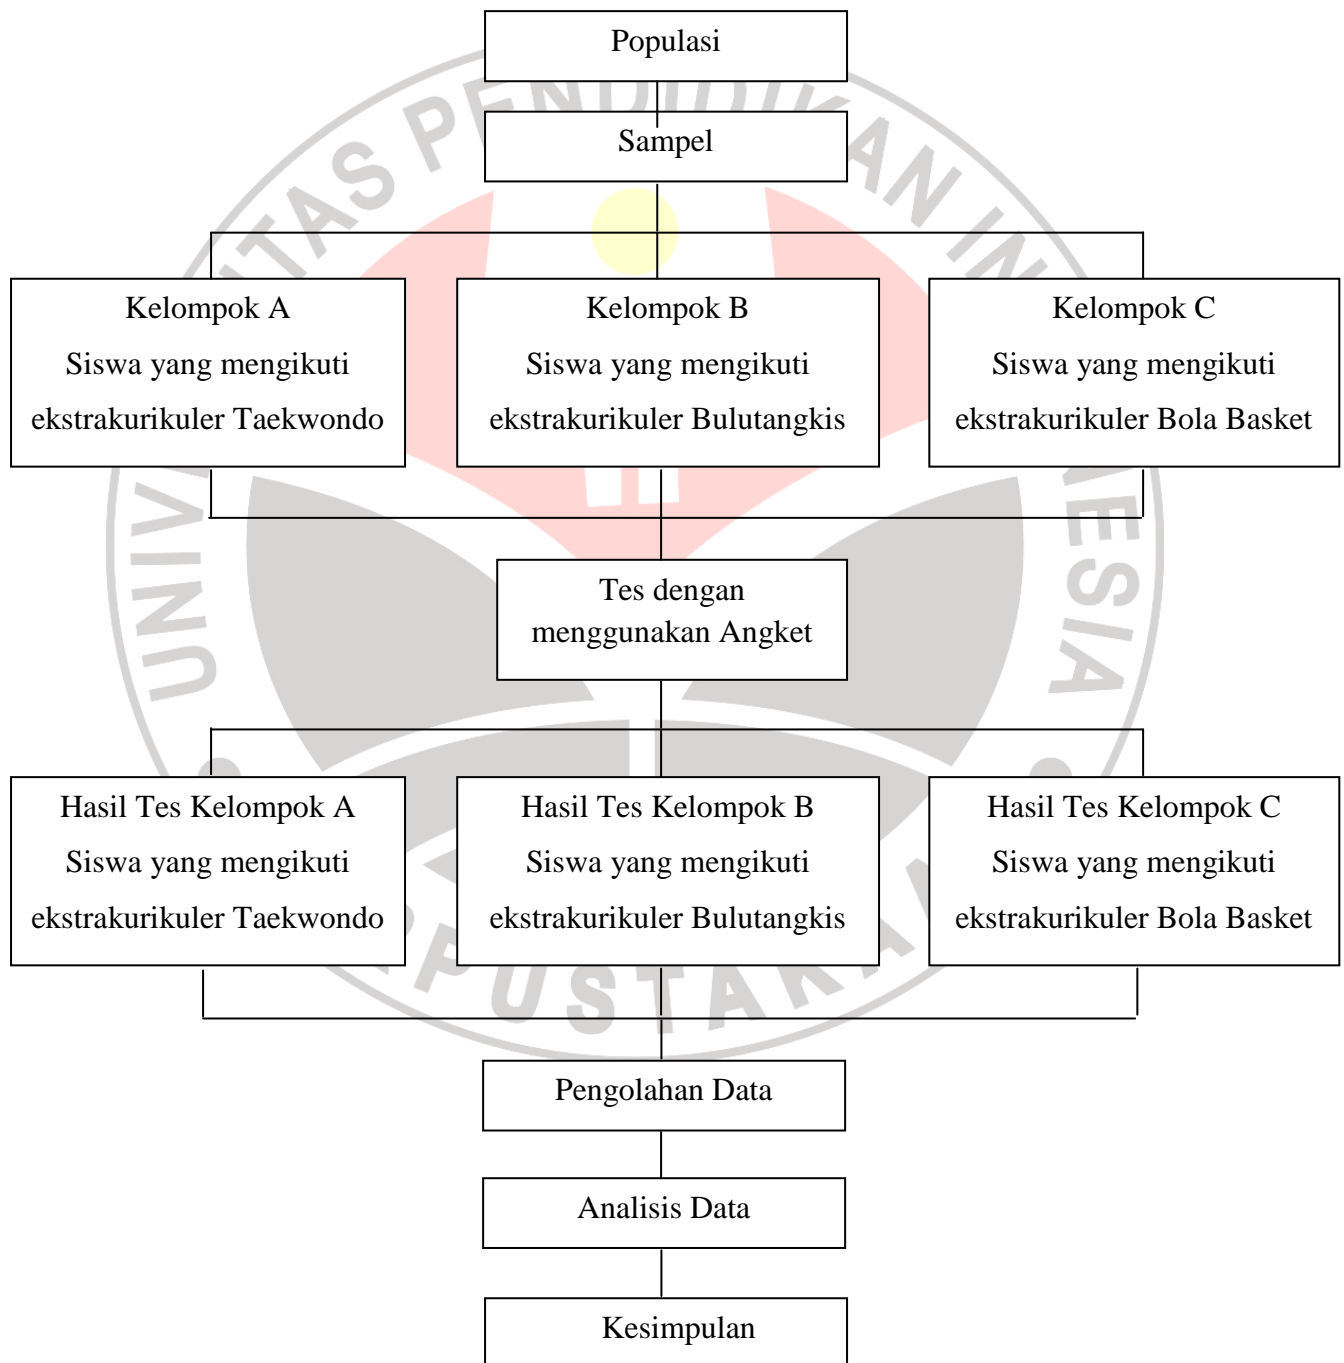 Populasi
Sampel
Kelompok A
Siswa yang mengikuti
ekstrakurikuler Taekwondo
Kelompok B
Siswa yang mengikuti
ekstrakurikuler Bulutangkis
Kelompok C
Siswa yang mengikuti
ekstrakurikuler Bola Basket
Tes dengan
menggunakan Angket
Hasil Tes Kelompok A
Siswa yang mengikuti
ekstrakurikuler Taekwondo
Hasil Tes Kelompok B
Siswa yang mengikuti
ekstrakurikuler Bulutangkis
Hasil Tes Kelompok C
Siswa yang mengikuti
ekstrakurikuler Bola Basket
Pengolahan Data
Analisis Data
Kesimpulan